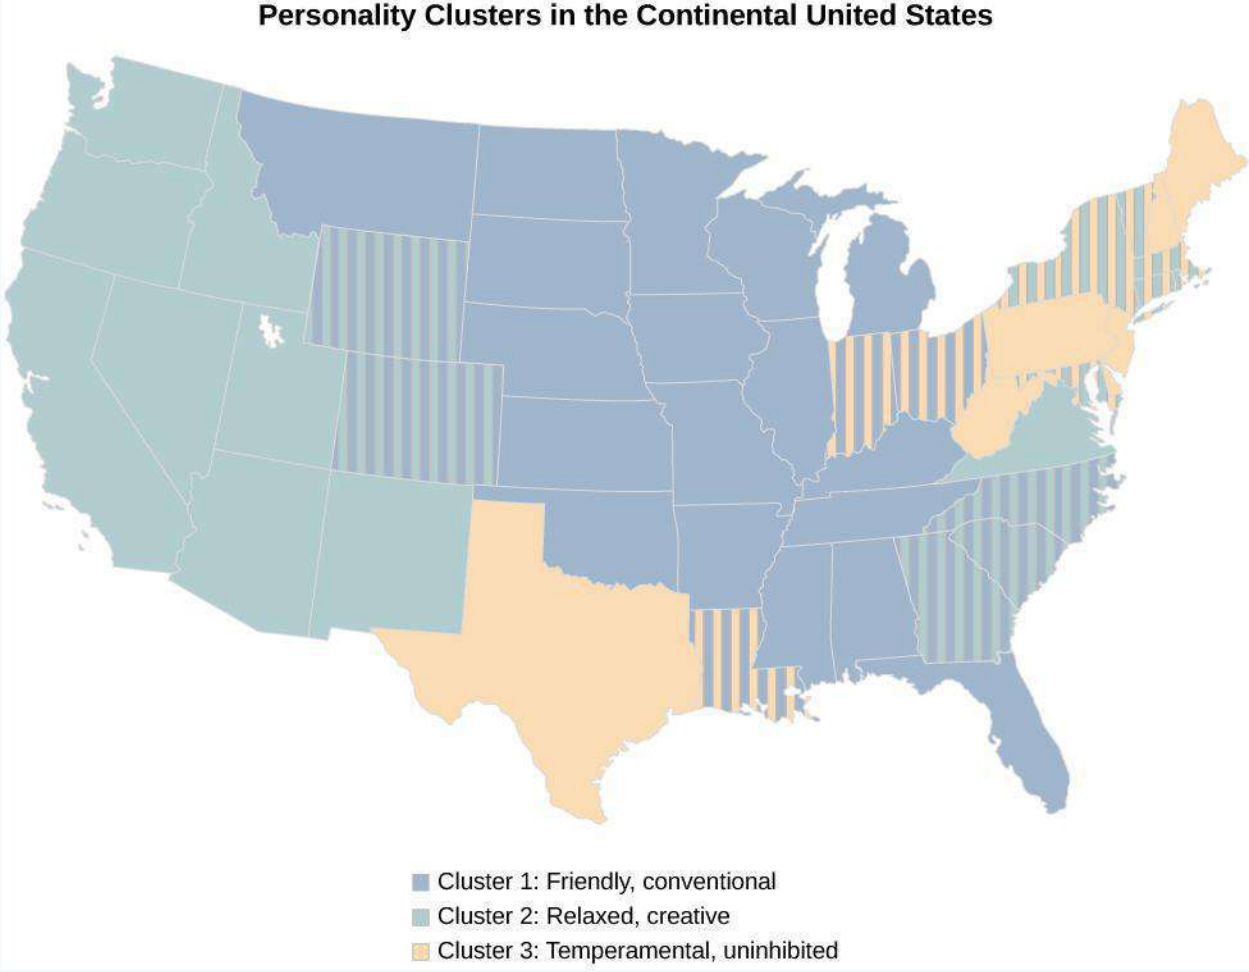 Personality Clusters in the Continental United States
Cluster 1: Friendly, conventional
Cluster 2: Relaxed, creative
Cluster 3: Temperamental, uninhibited